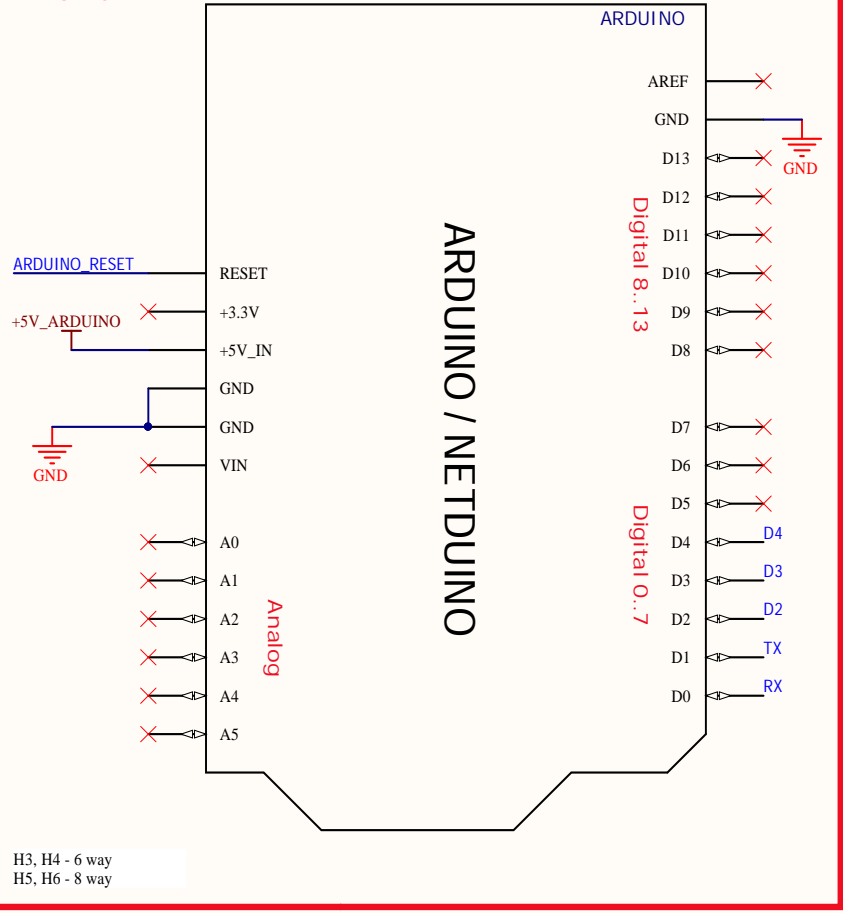 ARDUINO
AREF
GND
D13
GND
D12
D11
D10
D9
D8
Digital 8..13
ARDUINO_RESET
RESET
+3.3V
+5V_ARDUINO
+5V_IN
GND
GND
GND
VIN
ARDUINO / NETDUINO
D7
D6
D5
D4
D4
D3
D3
D2
D2
D1
TX
D0
RX
Digital 0..7
A0
A1
A2
A3
A4
A5
Analog
H3, H4 - 6 way
H5, H6 - 8 way